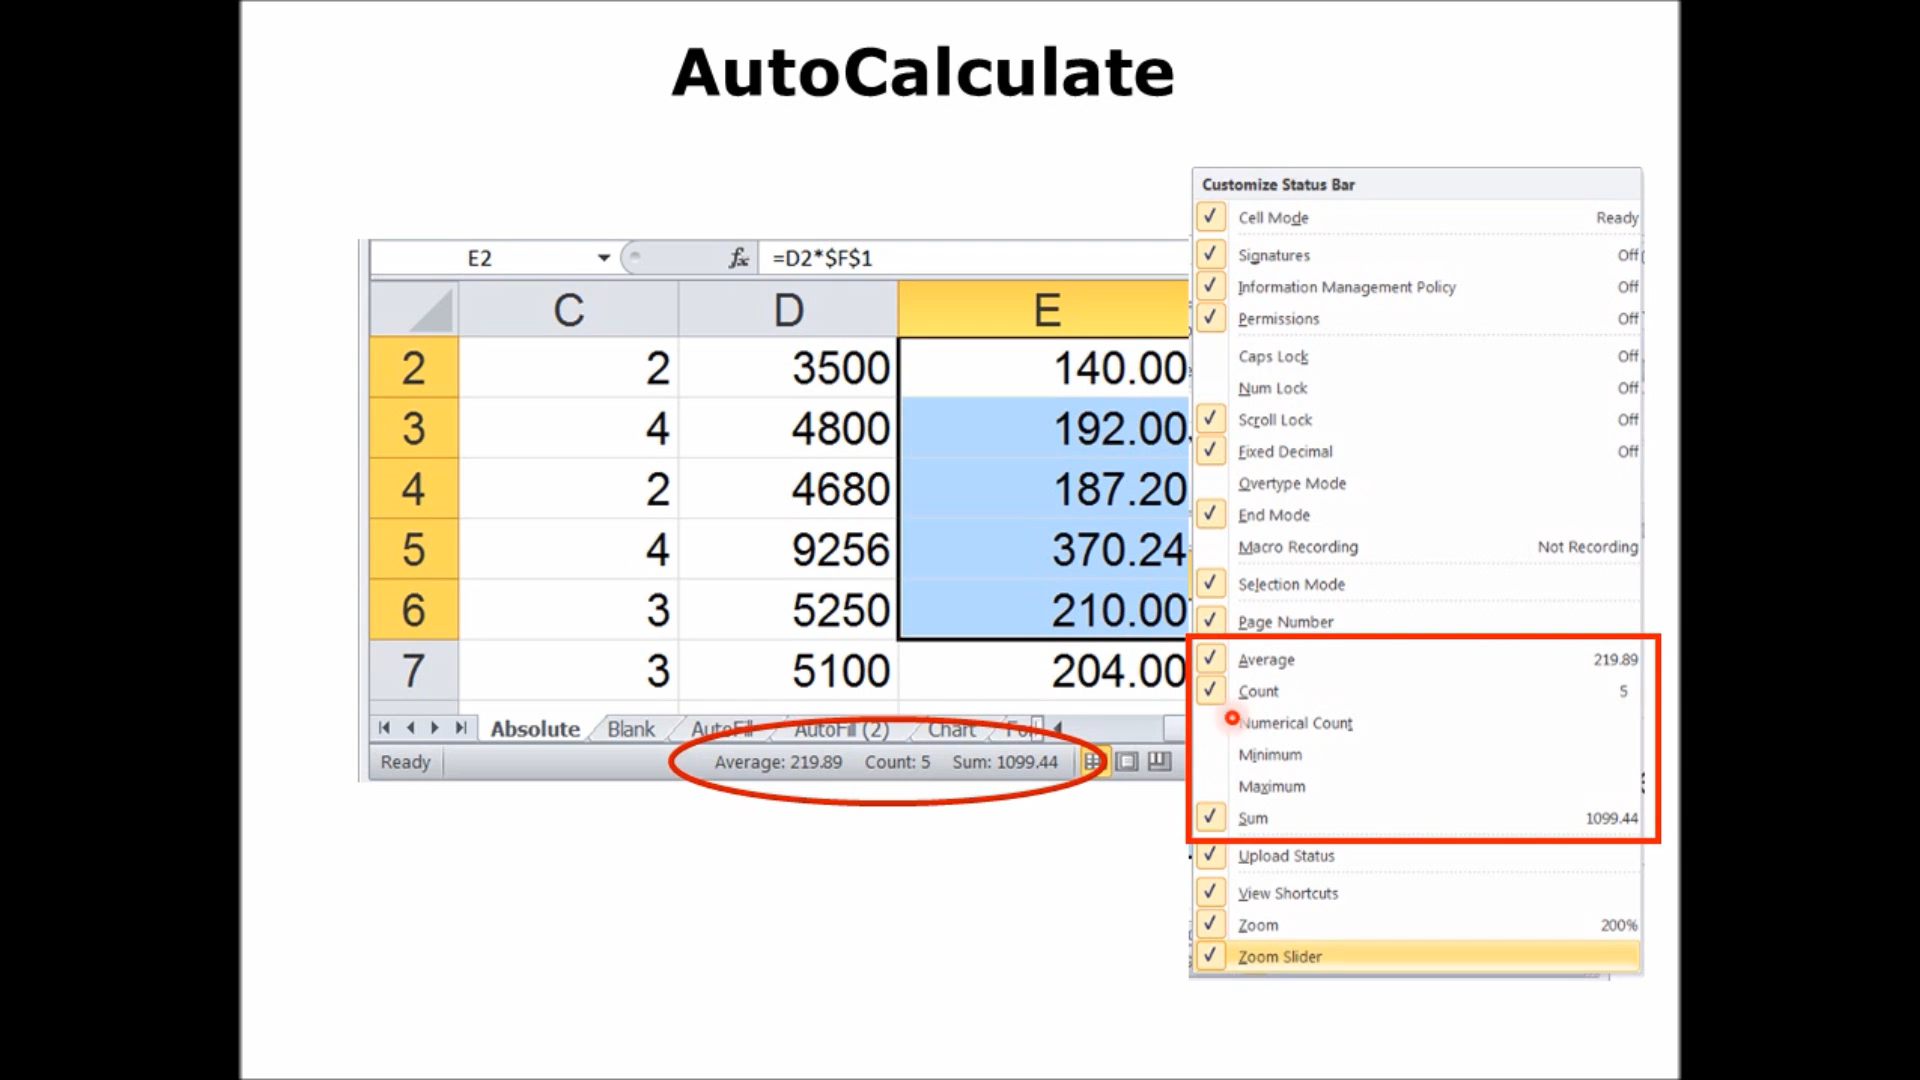 AutoCalculate
E2 fx =D2*$F$1
C D E
2 2 3500 140.00
3 4 4800 192.00
4 2 4680 187.20
5 4 9256 370.24
6 3 5250 210.00
7 3 5100 204.00
Absolute Blank AutoFill AutoFill (2) Chart
Ready Average: 219.89 Count: 5 Sum: 1099.44
Customize Status Bar
Cell Mode Ready
Signatures Off
Information Management Policy Off
Permissions Off
Caps Lock Off
Num Lock Off
Scroll Lock Off
Fixed Decimal Off
Overtype Mode
End Mode
Macro Recording Not Recording
Selection Mode
Page Number
Average 219.89
Count 5
Numerical Count
Minimum
Maximum
Sum 1099.44
Upload Status
View Shortcuts
Zoom 200%
Zoom Slider